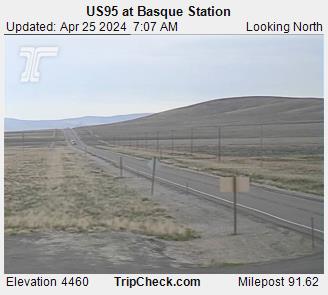 US95 at Basque Station
Updated: Apr 25 2024 7:07 AM Looking North
Elevation 4460 TripCheck.com Milepost 91.62